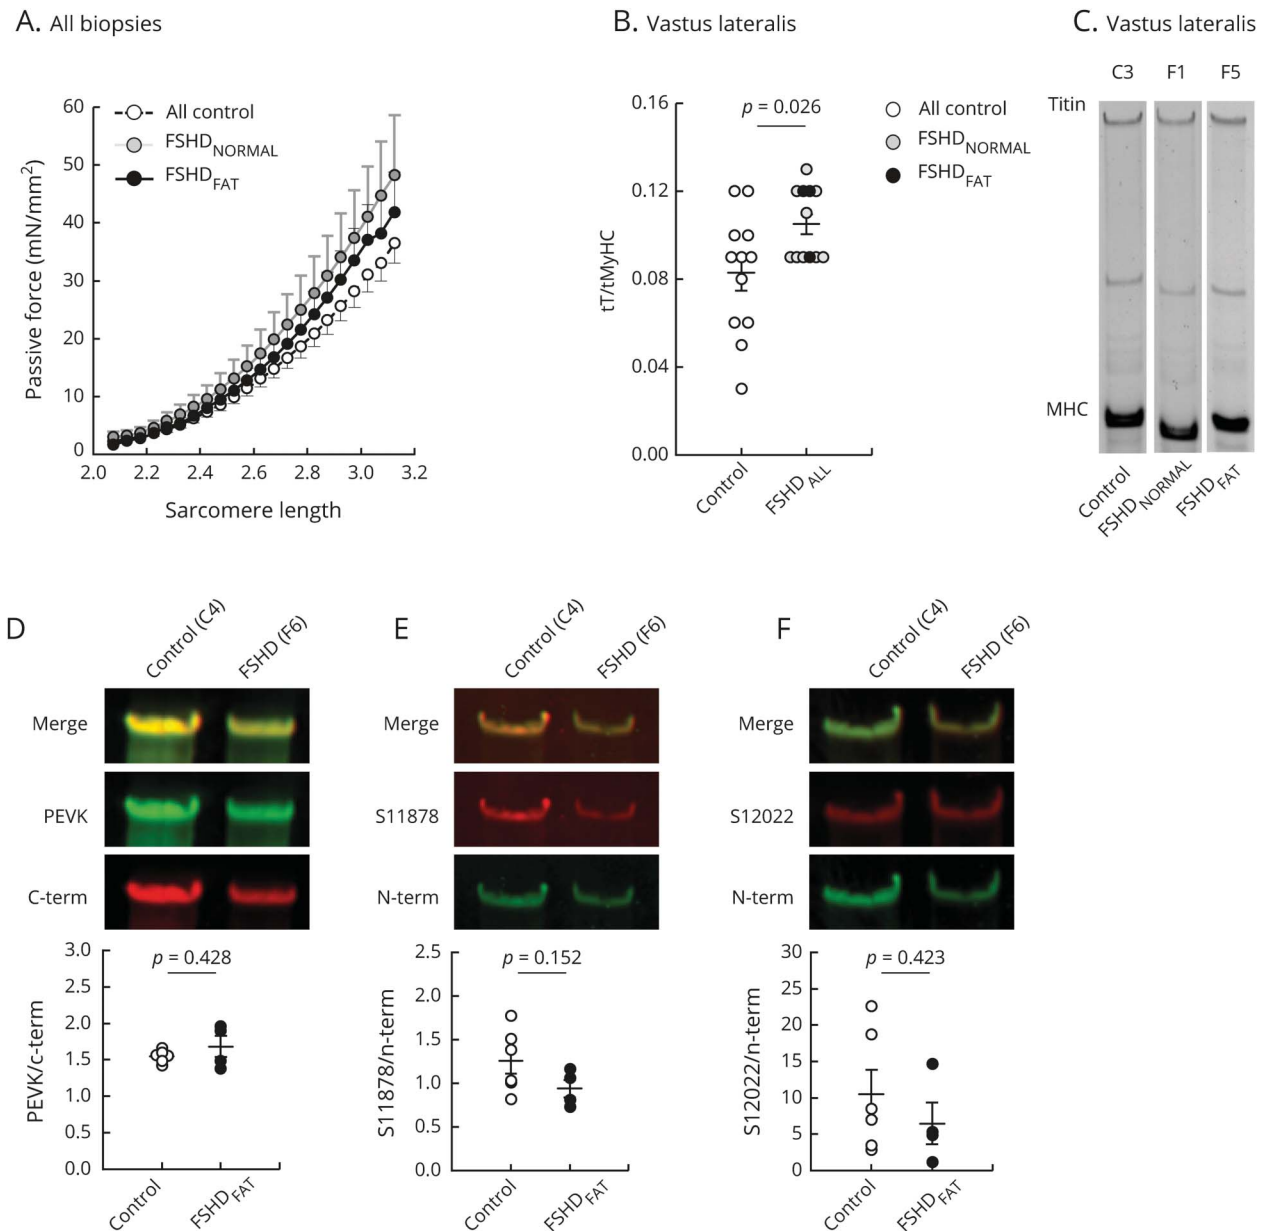 A. All biopsies
60
50
40
30
20
10
0
Passive force (mN/mm2)
All control
FSHDNORMAL
FSHDFAT
2.0 2.2 2.4 2.6 2.8 3.0 3.2
Sarcomere length
B. Vastus lateralis
0.16
0.12
0.08
0.04
0.00
tT/tMyHC
p = 0.026
All control
FSHDNORMAL
FSHDFAT
Control
FSHDALL
C. Vastus lateralis
C3 F1 F5
Titin
MHC
Control
FSHDNORMAL
FSHDFAT
D
Control (C4)
FSHD (F6)
Merge
PEVK
C-term
3.0
2.5
2.0
1.5
1.0
0.5
0.0
PEVK/c-term
p = 0.428
Control
FSHDFAT
E
Control (C4)
FSHD (F6)
Merge
S11878
N-term
2.5
2.0
1.5
1.0
0.5
0.0
S11878/n-term
p = 0.152
Control
FSHDFAT
F
Control (C4)
FSHD (F6)
Merge
S12022
N-term
30
25
20
15
10
5
0
S12022/n-term
p = 0.423
Control
FSHDFAT